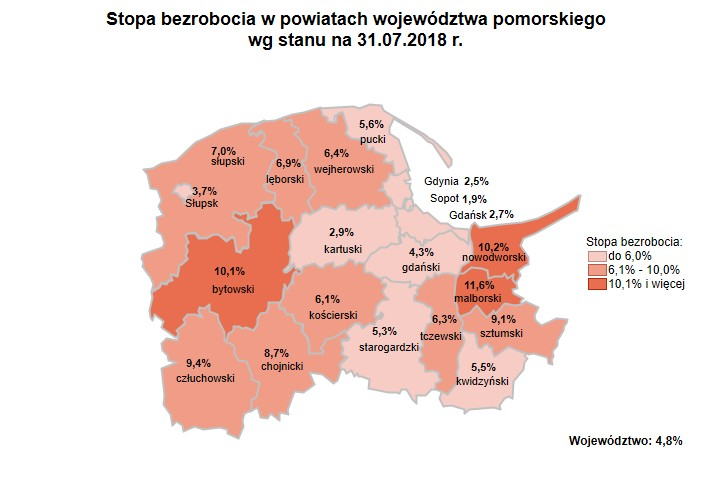 Stopa bezrobocia w powiatach województwa pomorskiego
wg stanu na 31.07.2018 r.
5,6%
pucki
7,0%
słupski
6,9%
lęborski
6,4%
wejherowski
3,7%
Słupsk
Gdynia 2,5%
Sopot 1,9%
Gdańsk 2,7%
2,9%
kartuski
4,3%
gdański
10,2%
nowodworski
Stopa bezrobocia:
do 6,0%
6,1% - 10,0%
10,1% i więcej
10,1%
bytowski
11,6%
malborski
6,1%
kościerski
5,3%
starogardzki
6,3%
tczewski
9,1%
sztumski
9,4%
człuchowski
8,7%
chojnicki
5,5%
kwidzyński
Województwo: 4,8%